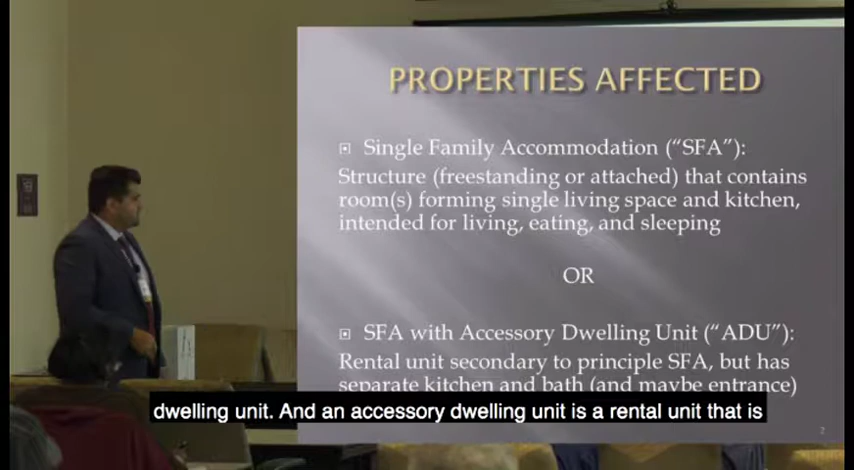 PROPERTIES AFFECTED
Single Family Accommodation (“SFA”):
Structure (freestanding or attached) that contains
room(s) forming single living space and kitchen,
intended for living, eating, and sleeping
OR
SFA with Accessory Dwelling Unit (“ADU”):
Rental unit secondary to principle SFA, but has
separate kitchen and bath (and maybe entrance)
dwelling unit. And an accessory dwelling unit is a rental unit that is
2